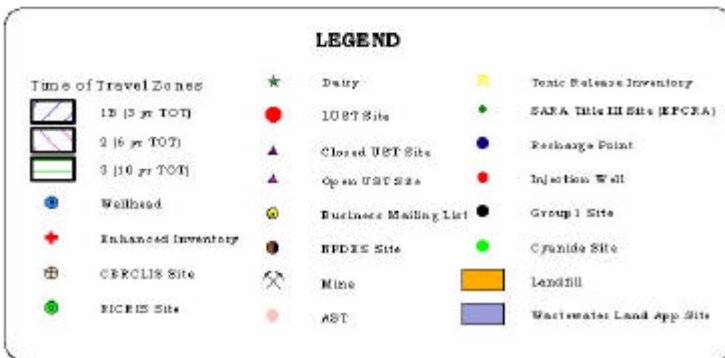 LEGEND
Time of Travel Zones
1B (3 yr TOT)
2 (6 yr TOT)
3 (10 yr TOT)
Wellhead
Enhanced Inventory
CERCLIS Site
RICRIS Site
Dairy
LUST Site
Closed UST Site
Open UST Site
Business Mailing List
NPDES Site
Mine
AST
Toxic Release Inventory
SARA Title III Site (EPCRA)
Recharge Point
Injection Well
Group 1 Site
Cyanide Site
Landfill
Wastewater Land App Site